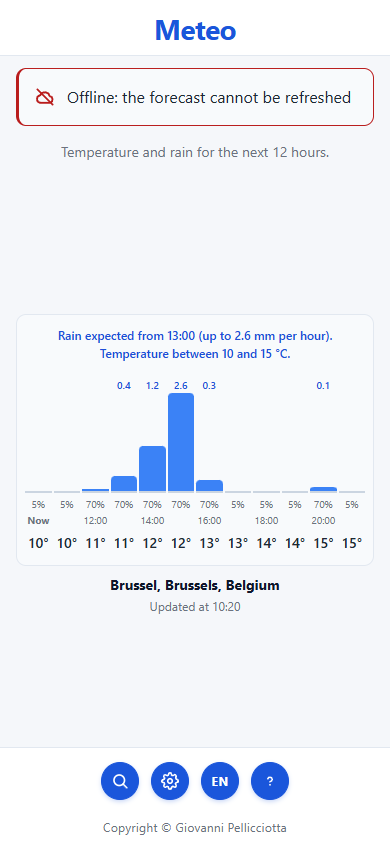 Meteo
Offline: the forecast cannot be refreshed
Temperature and rain for the next 12 hours.
Rain expected from 13:00 (up to 2.6 mm per hour).
Temperature between 10 and 15 °C.
0.4 1.2 2.6 0.3 0.1
5% 5% 70% 70% 70% 70% 70% 5% 5% 5% 70% 5%
Now 12:00 14:00 16:00 18:00 20:00
10° 10° 11° 11° 12° 12° 13° 13° 14° 14° 15° 15°
Brussel, Brussels, Belgium
Updated at 10:20
EN ?
Copyright © Giovanni Pellicciotta